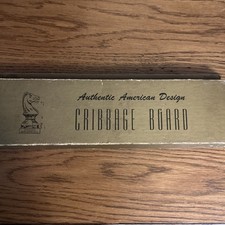 Authentic American Design
CRIBBAGE BOARD